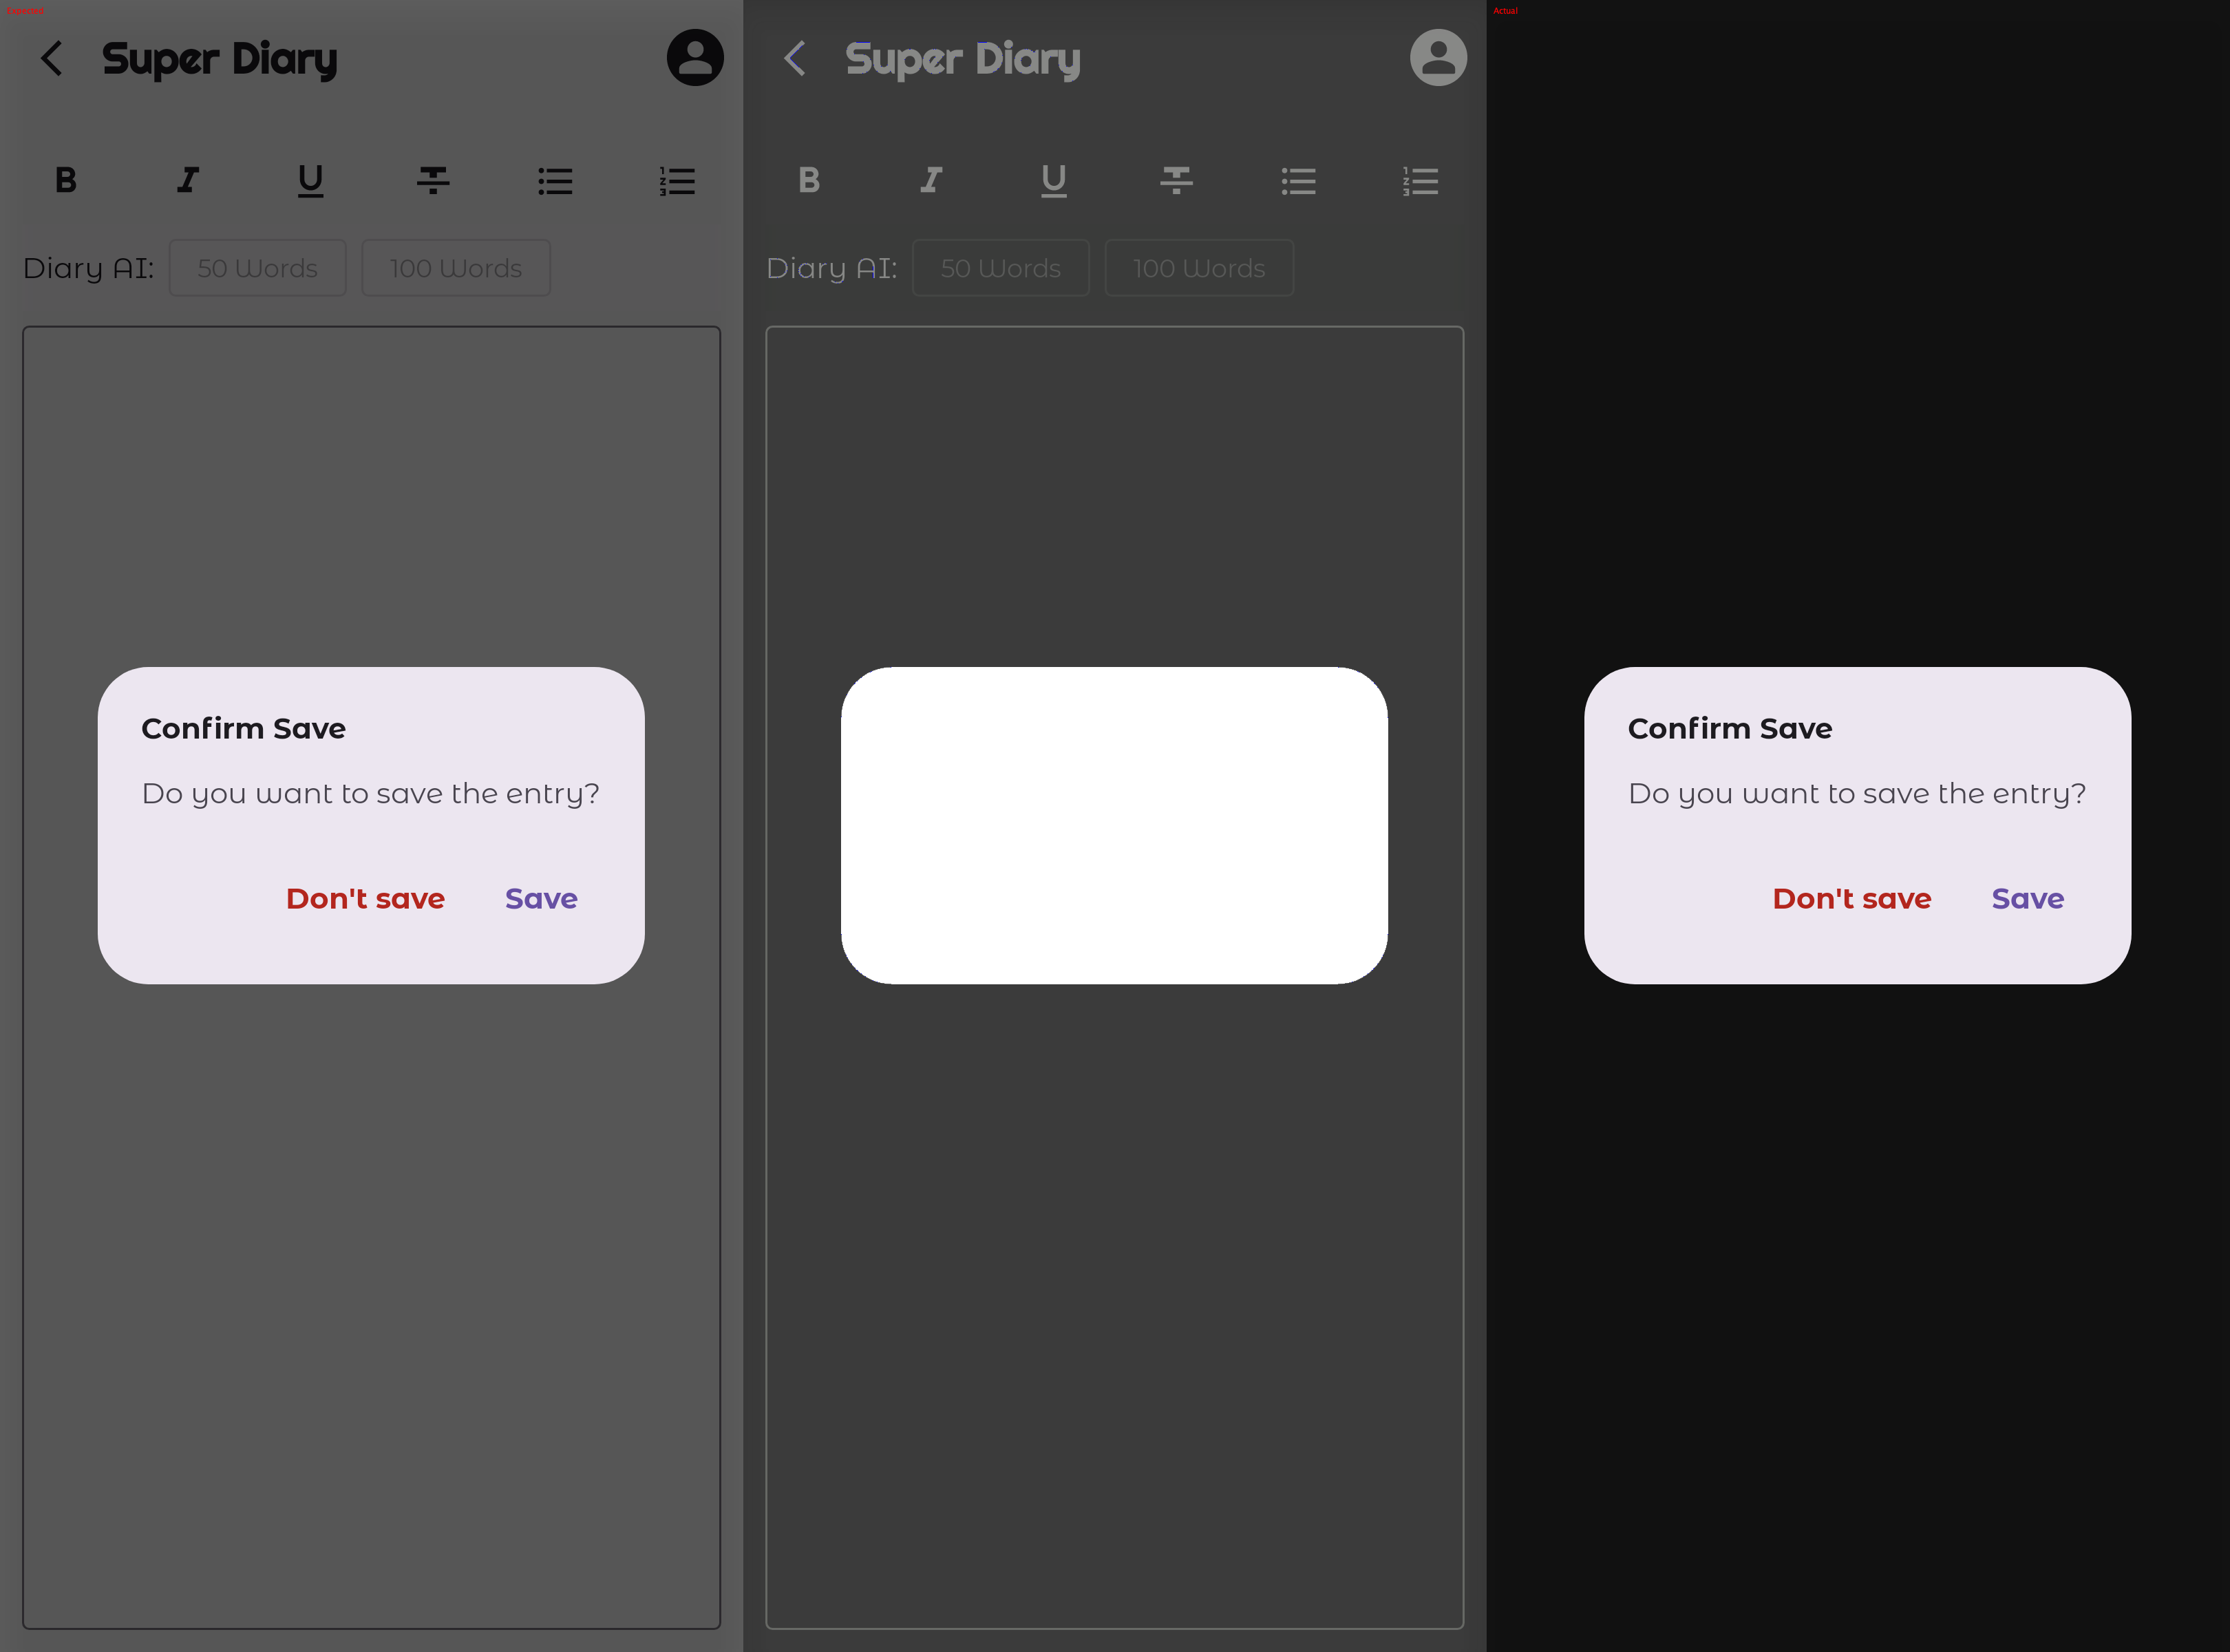 Expected
Super Diary
B I U T
Diary AI: 50 Words 100 Words
Confirm Save
Do you want to save the entry?
Don't save Save
Super Diary
B I U T
Diary AI: 50 Words 100 Words
Actual
Confirm Save
Do you want to save the entry?
Don't save Save